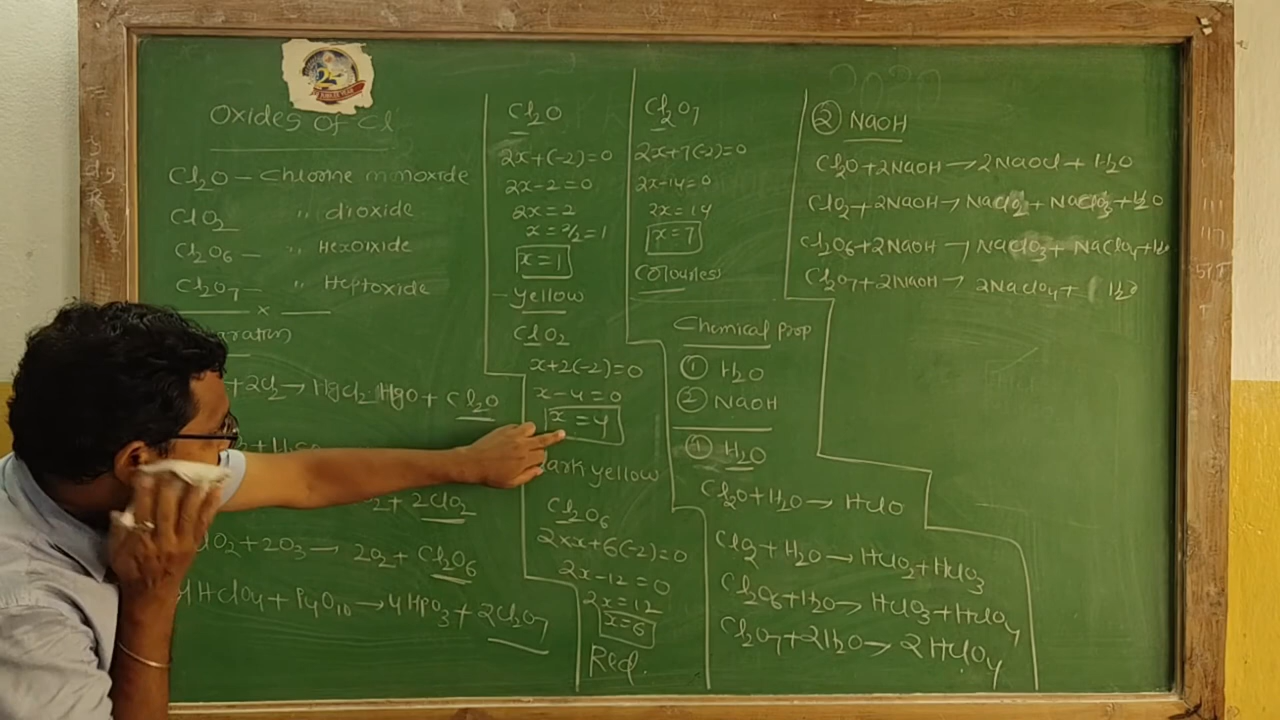 Oxides of Cl
Cl₂O – Chlorine monoxide
ClO₂ " dioxide
Cl₂O₆ – " Hexoixide
Cl₂O₇ – " Heptoxide
x
+ 2Cl₂ → HgCl₂ HgO + Cl₂O
+ 2ClO₂
ClO₂ + 2O₃ → 2O₂ + Cl₂O₆
4HClO₄ + P₄O₁₀ → 4HPO₃ + 2Cl₂O₇
Cl₂O
2x+(-2)=0
2x-2=0
2x=2
x=2/2=1
x=1
- Yellow
ClO₂
x+2(-2)=0
x-4=0
x=4
Dark yellow
Cl₂O₆
2xx+6(-2)=0
2x-12=0
2x=12
x=6
Red.
Cl₂O₇
2x+7(-2)=0
2x-14=0
2x=14
x=7
Colourless
Chemical prop
① H₂O
② NaOH
① H₂O
Cl₂O+H₂O → HClO
ClO₂+H₂O → HClO₂+HClO₃
Cl₂O₆+H₂O → HClO₃+HClO₄
Cl₂O₇+2H₂O → 2HClO₄
② NaOH
Cl₂O+2NaOH → 2NaOCl+H₂O
ClO₂+2NaOH → NaClO₂+NaClO₃+H₂O
Cl₂O₆+2NaOH → NaClO₃+NaClO₄+H₂O
Cl₂O₇+2NaOH → 2NaClO₄+ H₂O